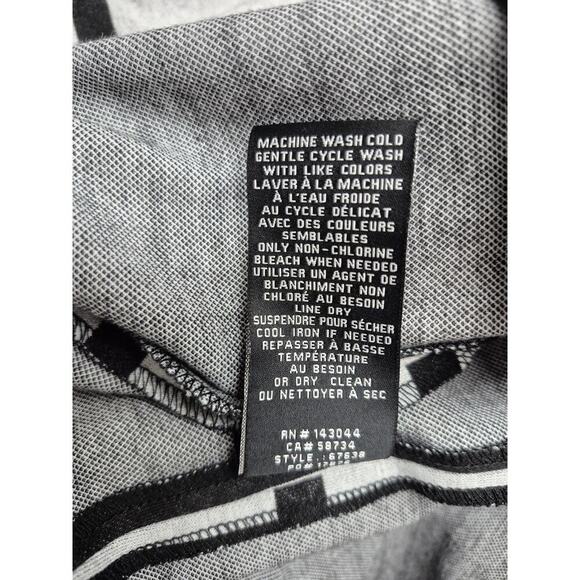 MACHINE WASH COLD
GENTLE CYCLE WASH
WITH LIKE COLORS
LAVER À LA MACHINE
À L'EAU FROIDE
AU CYCLE DÉLICAT
AVEC DES COULEURS
SEMBLABLES
ONLY NON-CHLORINE
BLEACH WHEN NEEDED
UTILISER UN AGENT DE
BLANCHIMENT NON
CHLORÉ AU BESOIN
LINE DRY
SUSPENDRE POUR SÉCHER
COOL IRON IF NEEDED
REPASSER À BASSE
TEMPÉRATURE
AU BESOIN
OR DRY CLEAN
OU NETTOYER À SEC
RN# 143044
CA# 58734
STYLE : 67638
PO#